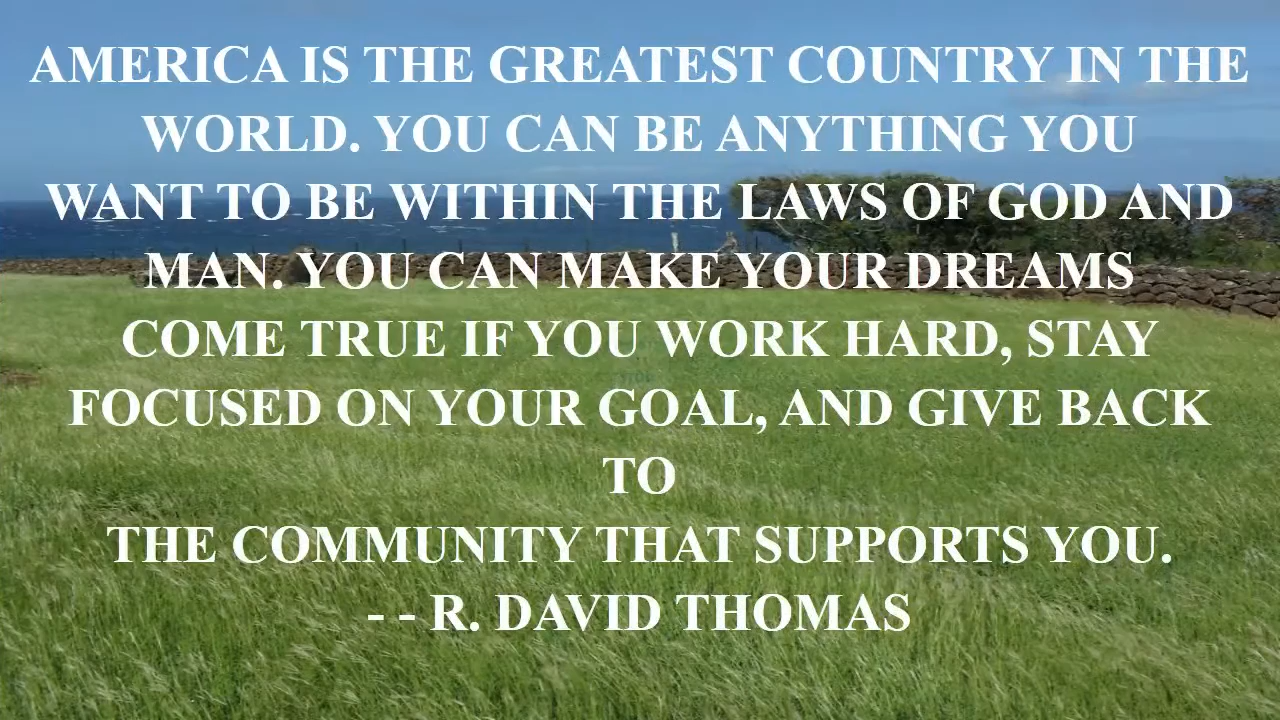 AMERICA IS THE GREATEST COUNTRY IN THE
WORLD. YOU CAN BE ANYTHING YOU
WANT TO BE WITHIN THE LAWS OF GOD AND
MAN. YOU CAN MAKE YOUR DREAMS
COME TRUE IF YOU WORK HARD, STAY
FOCUSED ON YOUR GOAL, AND GIVE BACK
TO
THE COMMUNITY THAT SUPPORTS YOU.
- - R. DAVID THOMAS